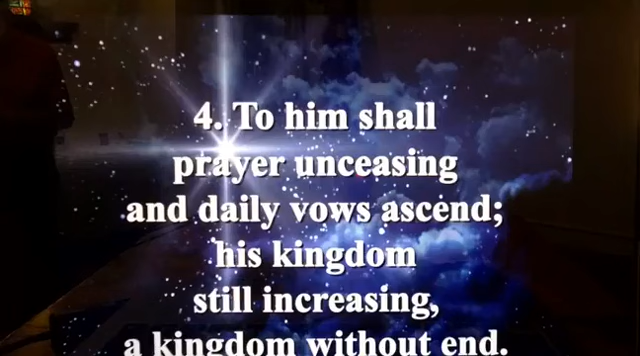 4. To him shall
prayer unceasing
and daily vows ascend;
his kingdom
still increasing,
a kingdom without end.